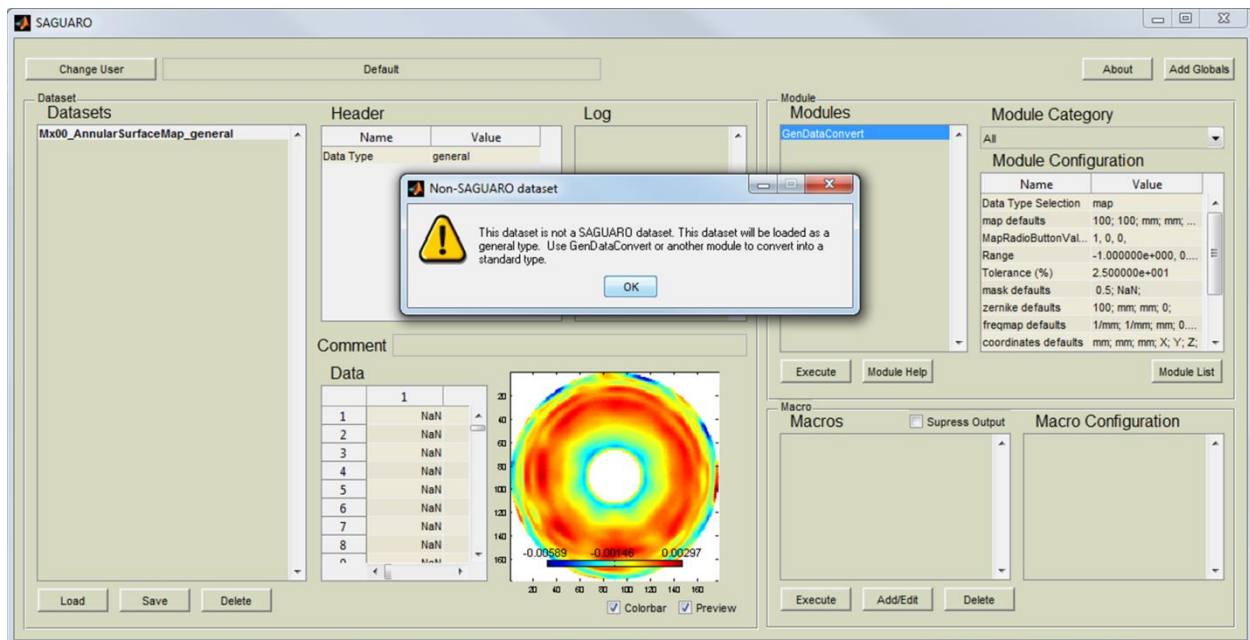 SAGUARO
Change User
Default
About
Add Globals
Dataset
Datasets
Mx00_AnnularSurfaceMap_general
Header
Name Value
Data Type general
Log
Non-SAGUARO dataset
This dataset is not a SAGUARO dataset. This dataset will be loaded as a
general type. Use GenDataConvert or another module to convert into a
standard type.
OK
Comment
Data
1
1 NaN
2 NaN
3 NaN
4 NaN
5 NaN
6 NaN
7 NaN
8 NaN
20
40
60
80
100
120
140
160
-0.00589 -0.00146 0.00297
20 40 60 80 100 120 140 160
Colorbar
Preview
Load
Save
Delete
Module
Modules
GenDataConvert
Module Category
All
Module Configuration
Name Value
Data Type Selection map
map defaults 100; 100; mm; mm; ...
MapRadioButtonVal... 1, 0, 0,
Range -1.000000e+000, 0....
Tolerance (%) 2.500000e+001
mask defaults 0.5; NaN;
zernike defaults 100; mm; mm; 0;
freqmap defaults 1/mm; 1/mm; mm; 0....
coordinates defaults mm; mm; mm; X; Y; Z;
Execute
Module Help
Module List
Macro
Macros
Supress Output
Macro Configuration
Execute
Add/Edit
Delete